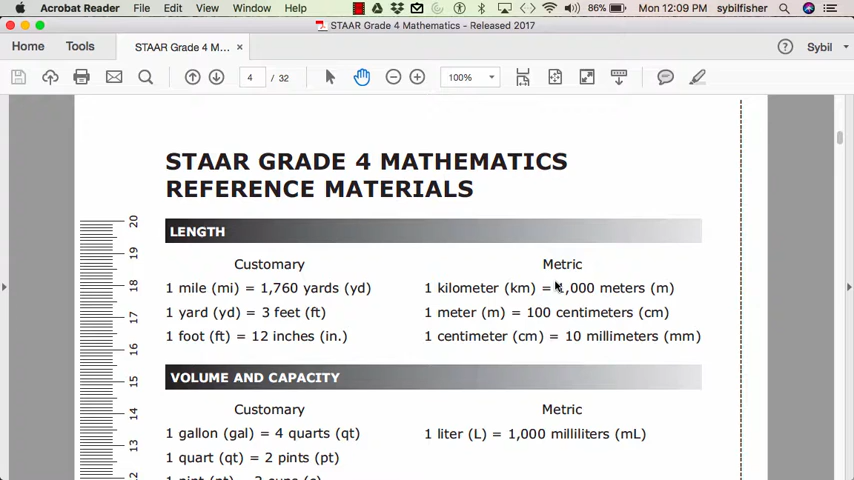 Acrobat Reader File Edit View Window Help 86% Mon 12:09 PM sybilfisher
STAAR Grade 4 Mathematics - Released 2017
Home Tools STAAR Grade 4 M... × Sybil
4 / 32 100%
STAAR GRADE 4 MATHEMATICS
REFERENCE MATERIALS
LENGTH
Customary Metric
1 mile (mi) = 1,760 yards (yd) 1 kilometer (km) = 1,000 meters (m)
1 yard (yd) = 3 feet (ft) 1 meter (m) = 100 centimeters (cm)
1 foot (ft) = 12 inches (in.) 1 centimeter (cm) = 10 millimeters (mm)
VOLUME AND CAPACITY
Customary Metric
1 gallon (gal) = 4 quarts (qt) 1 liter (L) = 1,000 milliliters (mL)
1 quart (qt) = 2 pints (pt)
20
19
18
17
16
15
14
13
12